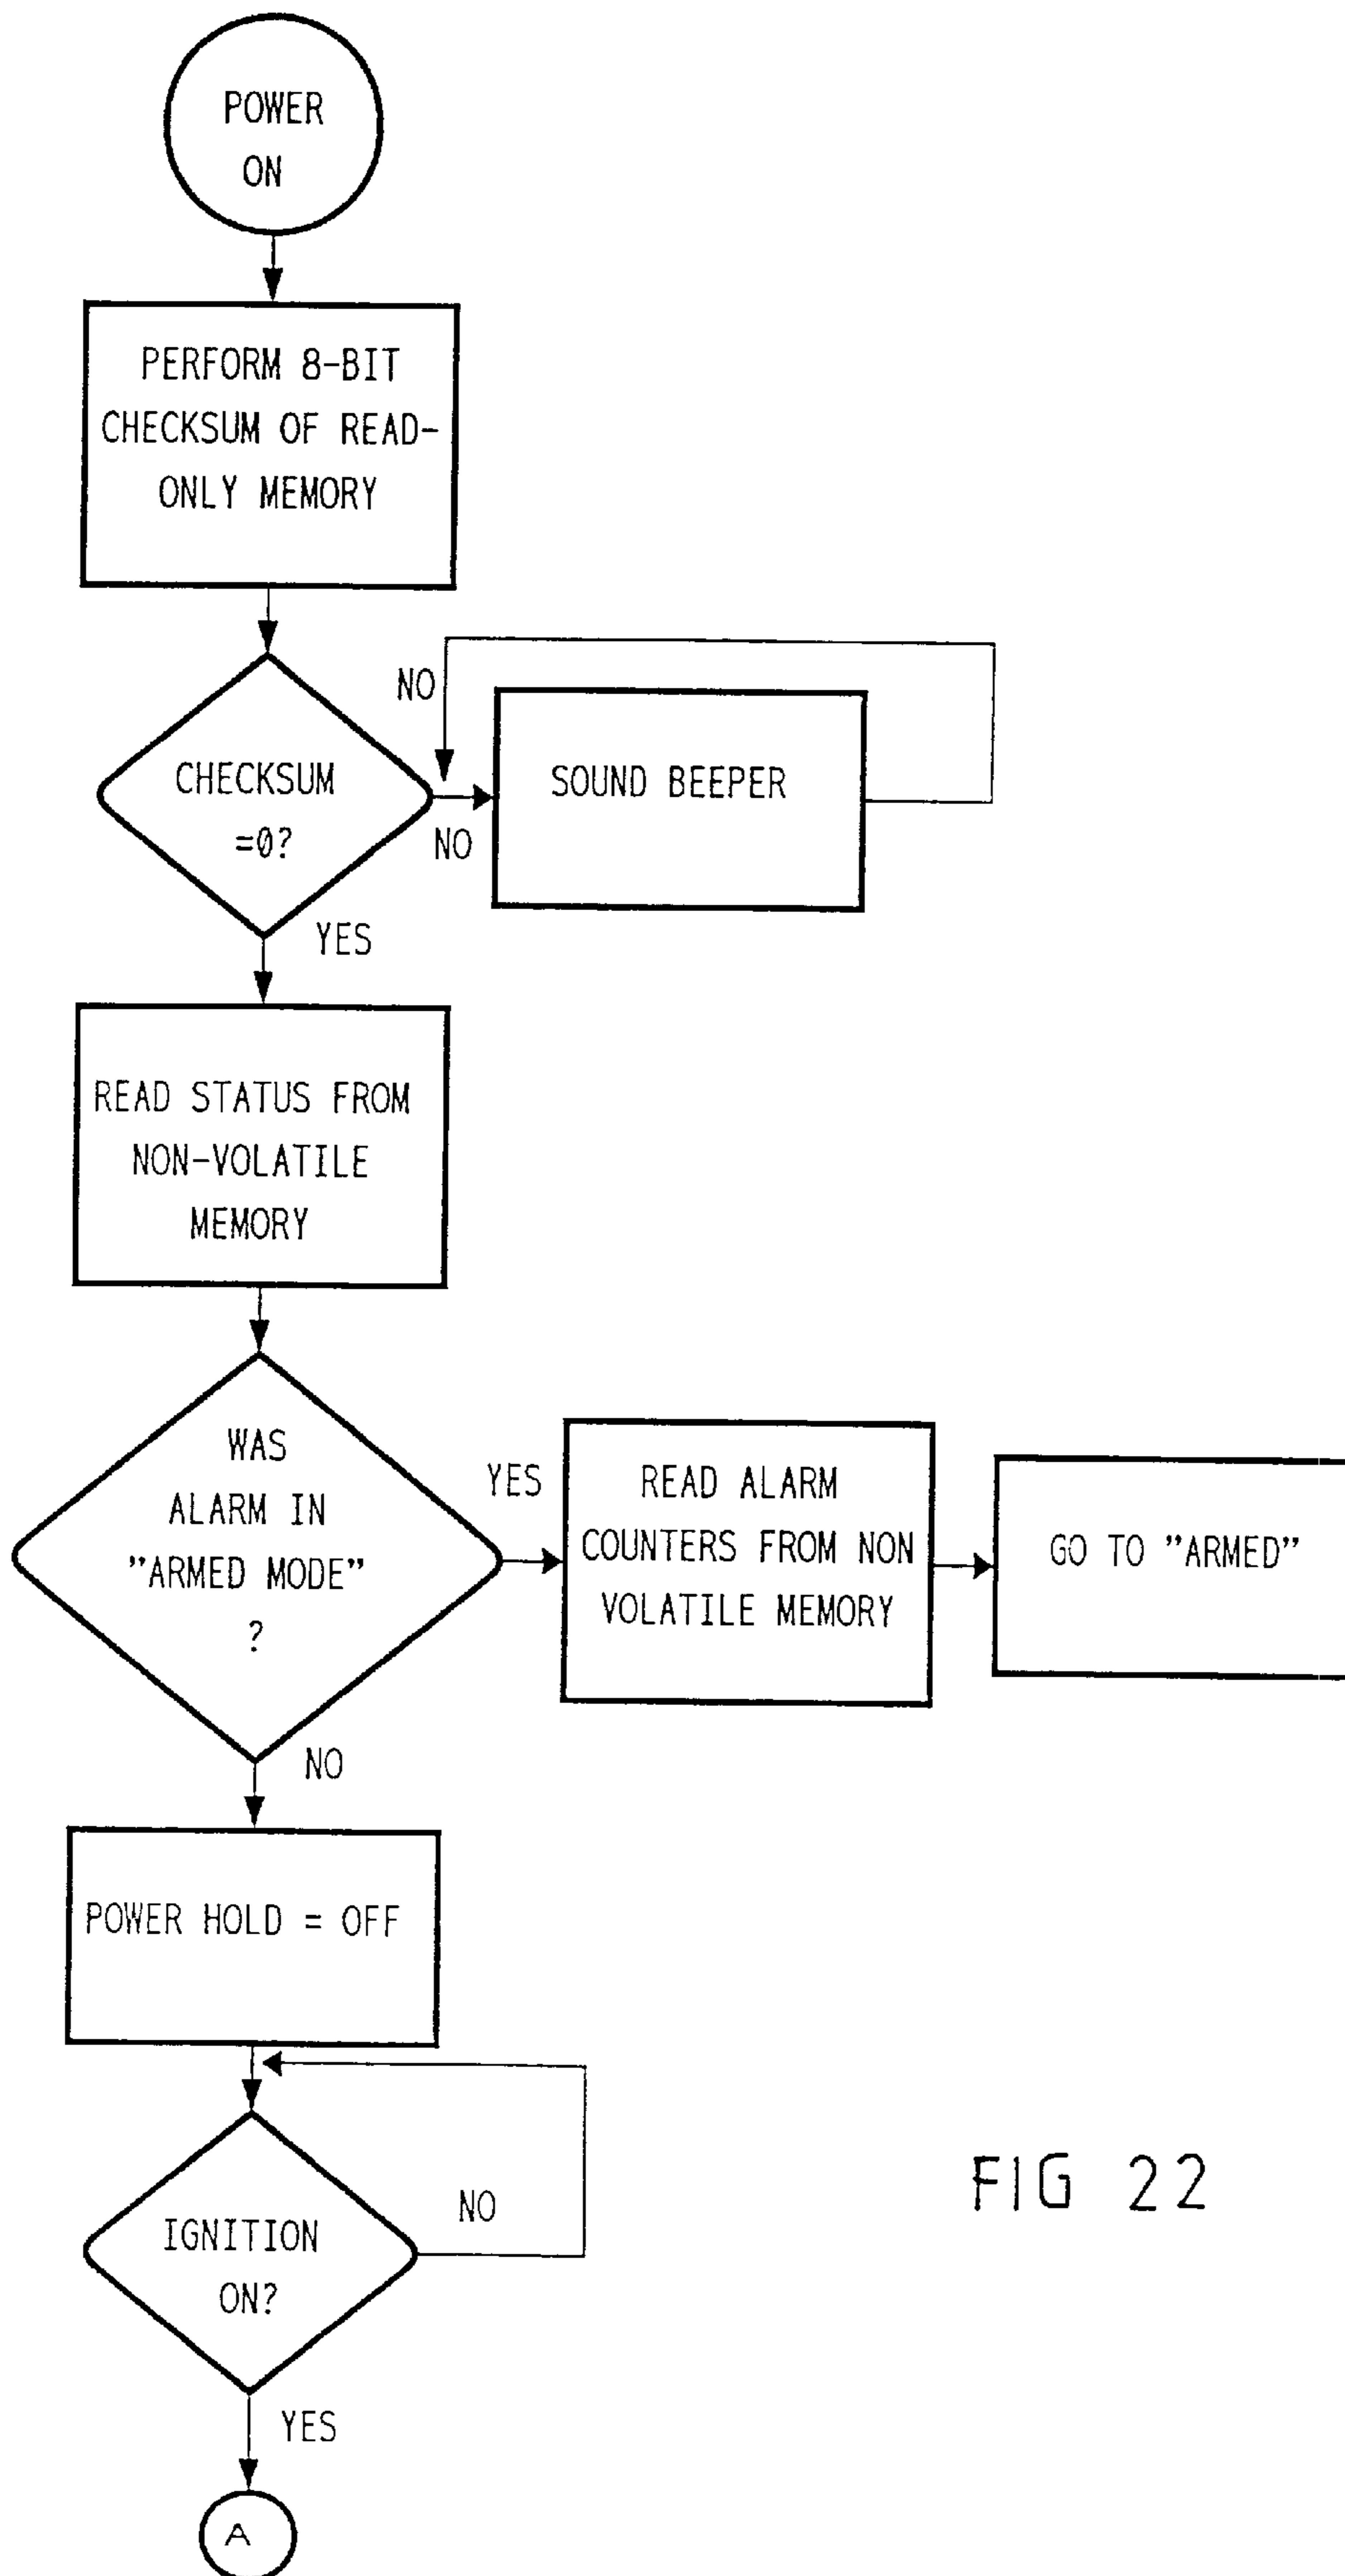 POWER
ON
PERFORM 8-BIT
CHECKSUM OF READ-
ONLY MEMORY
NO
CHECKSUM
=0?
NO
SOUND BEEPER
YES
READ STATUS FROM
NON-VOLATILE
MEMORY
WAS
ALARM IN
"ARMED MODE"
?
YES
READ ALARM
COUNTERS FROM NON
VOLATILE MEMORY
GO TO "ARMED"
NO
POWER HOLD = OFF
IGNITION
ON?
NO
YES
A
FIG 22